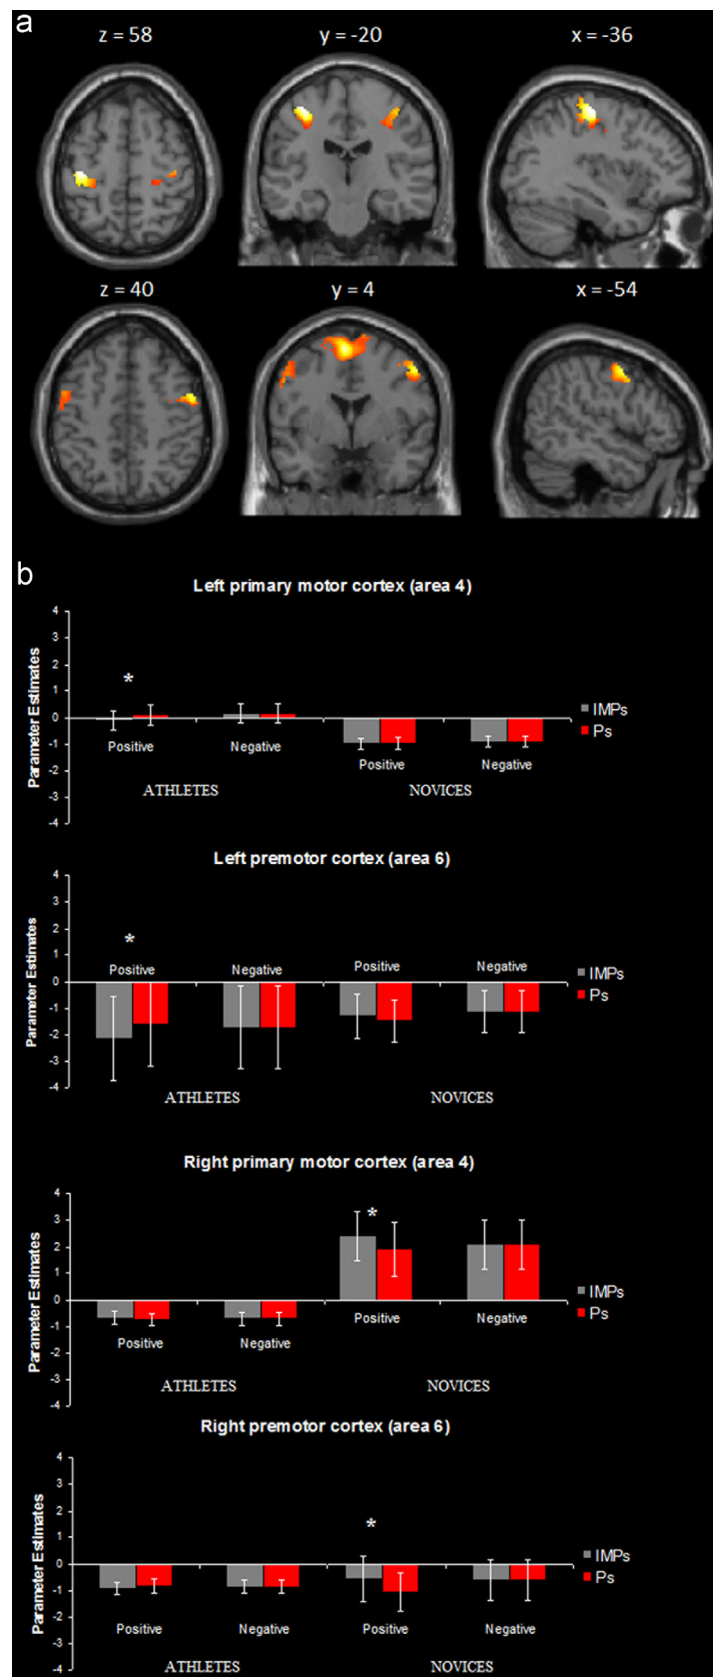 a
z = 58 y = -20 x = -36
z = 40 y = 4 x = -54
b
Left primary motor cortex (area 4)
Parameter Estimates
4
3
2
1
0
-1
-2
-3
-4
*
Positive Negative Positive Negative
ATHLETES NOVICES
IMPs
Ps
Left premotor cortex (area 6)
Parameter Estimates
4
3
2
1
0
-1
-2
-3
-4
*
Positive Negative Positive Negative
ATHLETES NOVICES
IMPs
Ps
Right primary motor cortex (area 4)
Parameter Estimates
4
3
2
1
0
-1
-2
-3
-4
*
Positive Negative Positive Negative
ATHLETES NOVICES
IMPs
Ps
Right premotor cortex (area 6)
Parameter Estimates
4
3
2
1
0
-1
-2
-3
-4
*
Positive Negative Positive Negative
ATHLETES NOVICES
IMPs
Ps